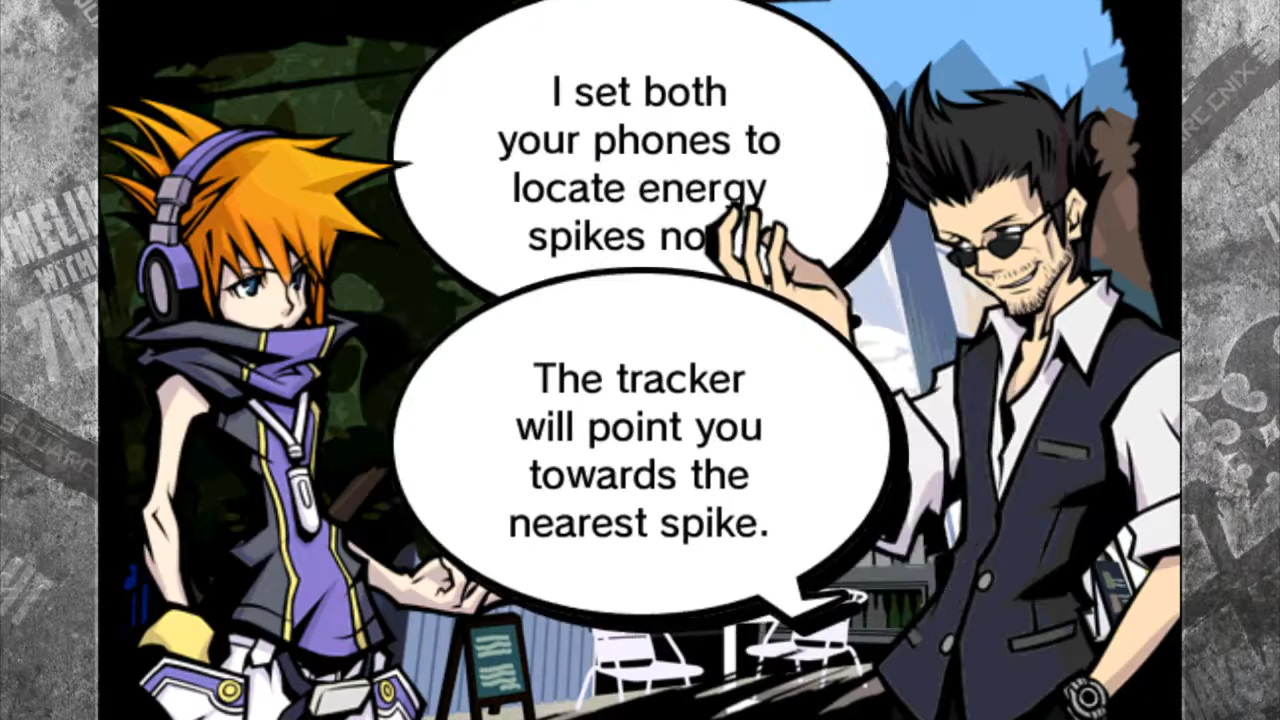 I set both
your phones to
locate energy
spikes no
The tracker
will point you
towards the
nearest spike.